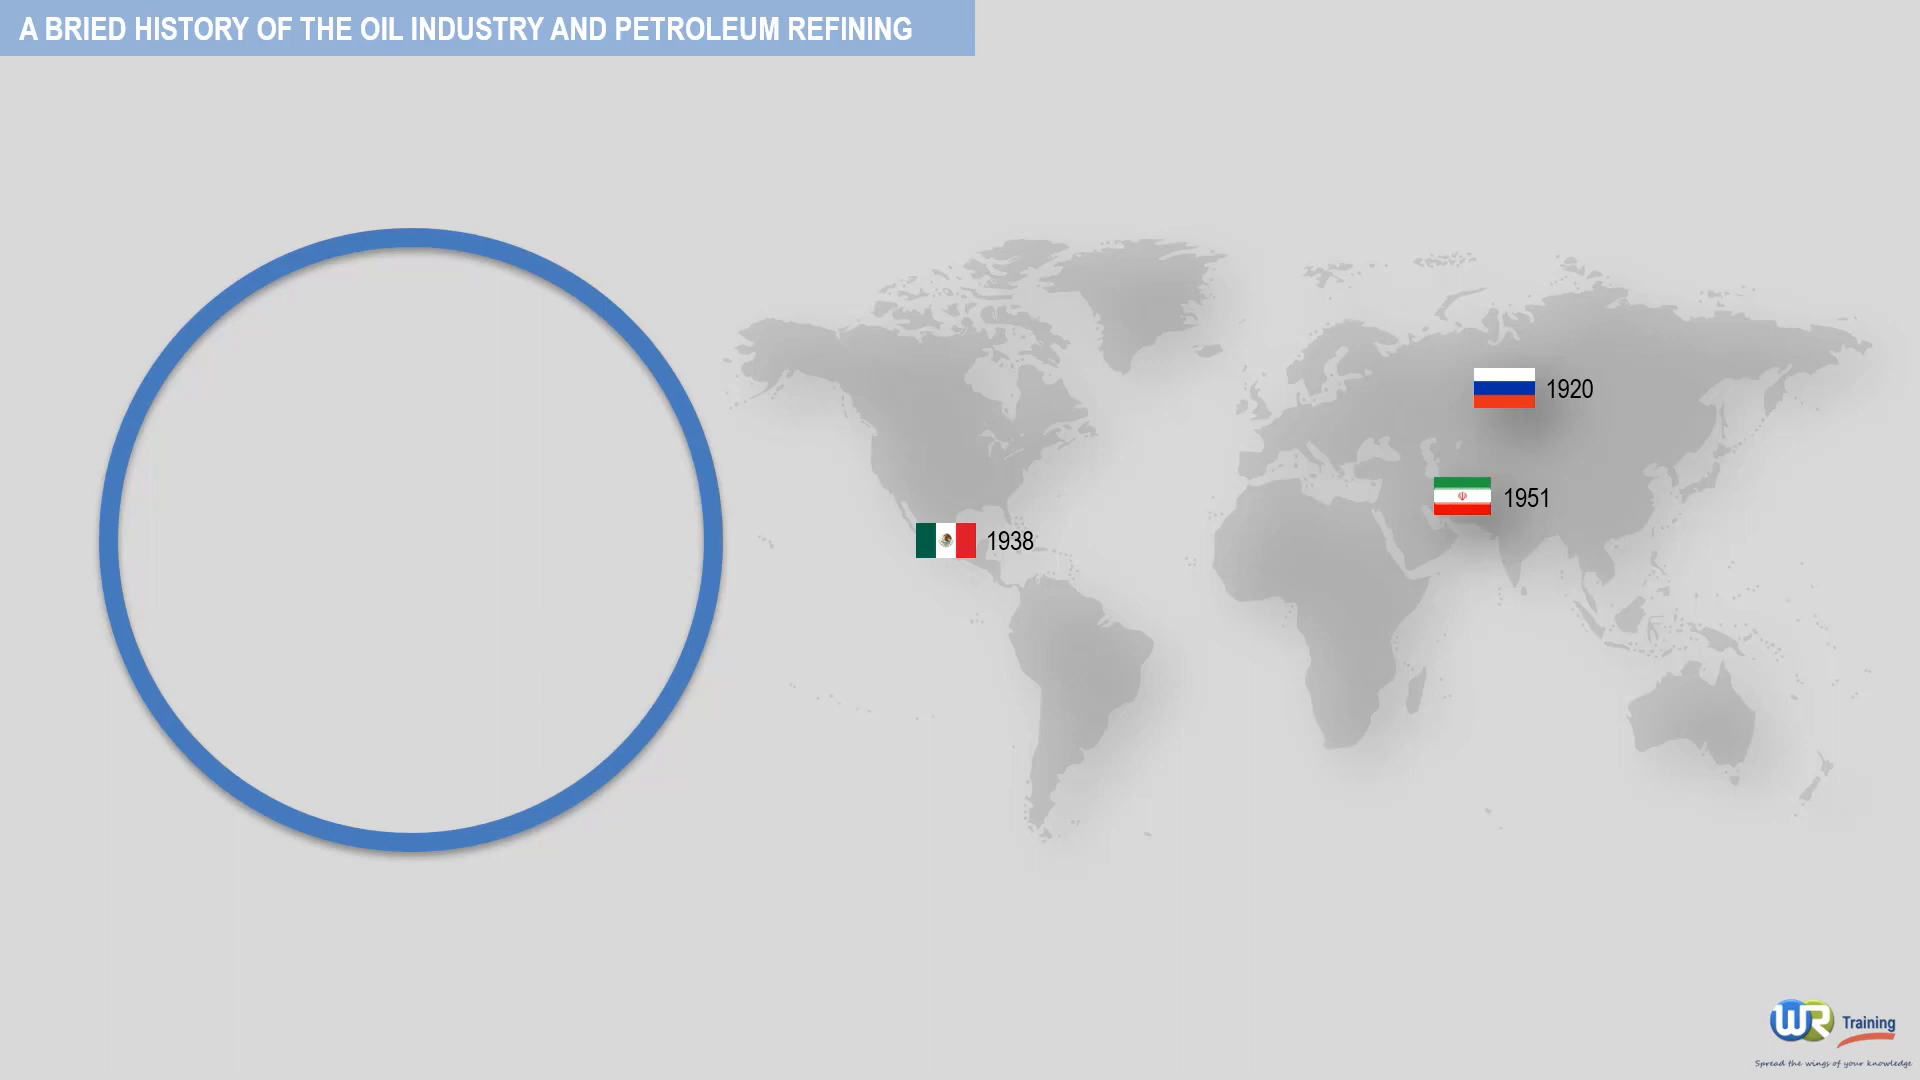 A BRIED HISTORY OF THE OIL INDUSTRY AND PETROLEUM REFINING
1920
1951
1938
WR Training
Spread the wings of your knowledge